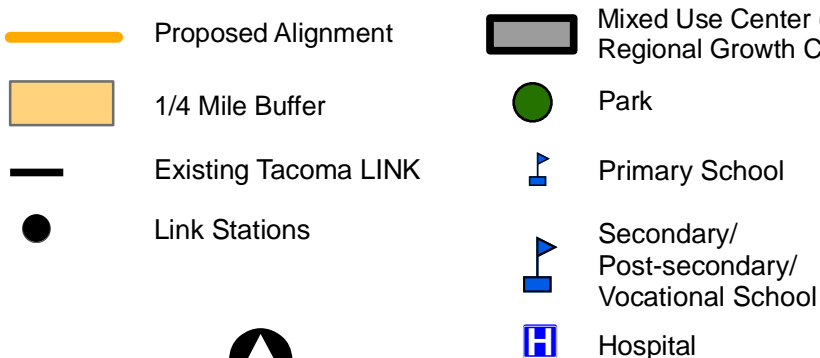 Proposed Alignment
1/4 Mile Buffer
Existing Tacoma LINK
Link Stations
Mixed Use Center
Regional Growth
Park
Primary School
Secondary/
Post-secondary/
Vocational School
H Hospital